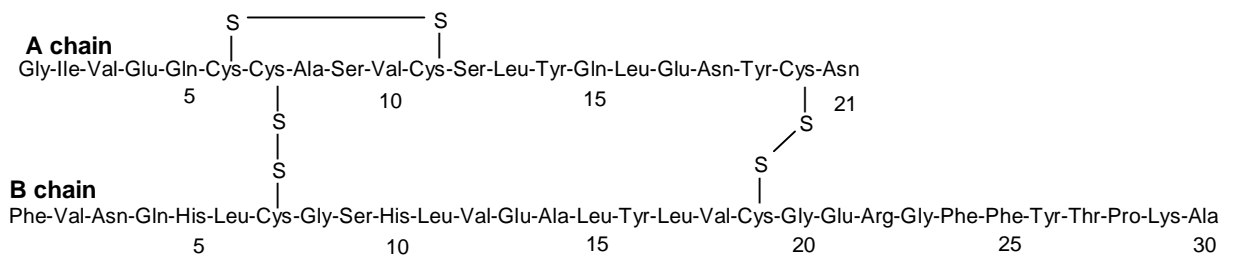 S S
A chain
Gly-Ile-Val-Glu-Gln-Cys-Cys-Ala-Ser-Val-Cys-Ser-Leu-Tyr-Gln-Leu-Glu-Asn-Tyr-Cys-Asn
5 10 15 21
S S
S S
B chain
Phe-Val-Asn-Gln-His-Leu-Cys-Gly-Ser-His-Leu-Val-Glu-Ala-Leu-Tyr-Leu-Val-Cys-Gly-Glu-Arg-Gly-Phe-Phe-Tyr-Thr-Pro-Lys-Ala
5 10 15 20 25 30